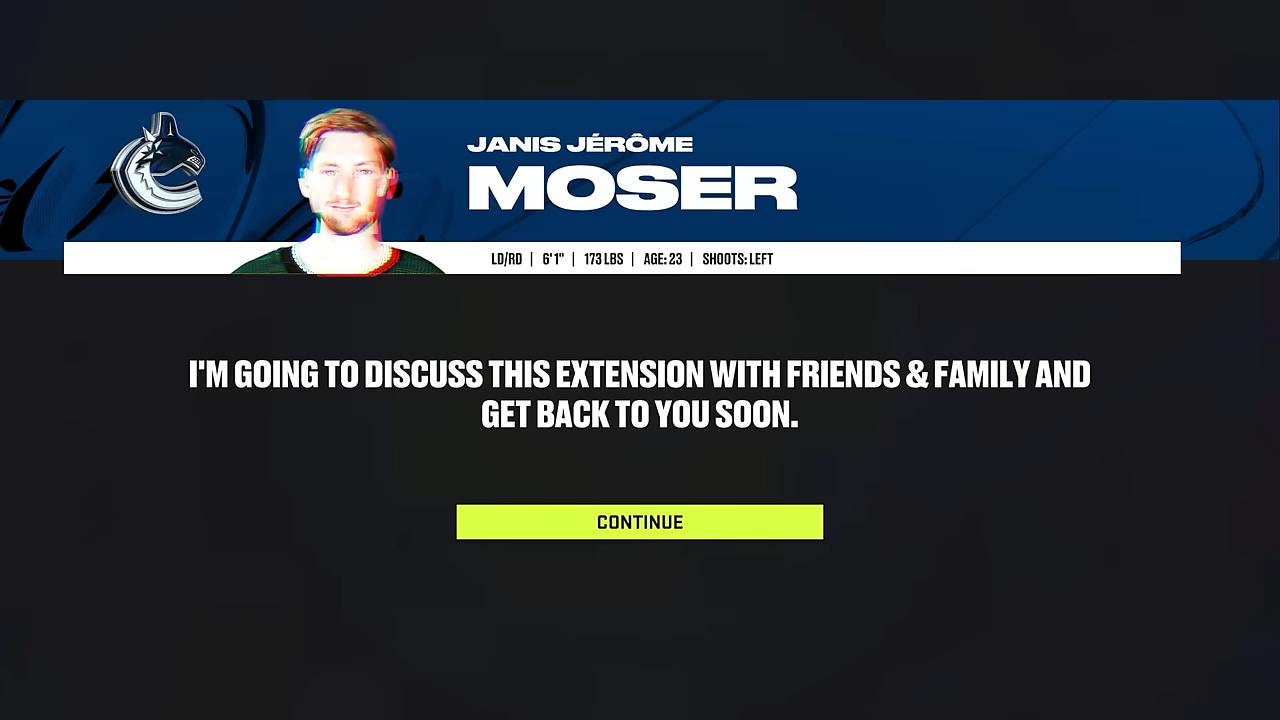 JANIS JÉRÔME
MOSER
LD/RD | 6' 1" | 173 LBS | AGE: 23 | SHOOTS: LEFT
I'M GOING TO DISCUSS THIS EXTENSION WITH FRIENDS & FAMILY AND
GET BACK TO YOU SOON.
CONTINUE